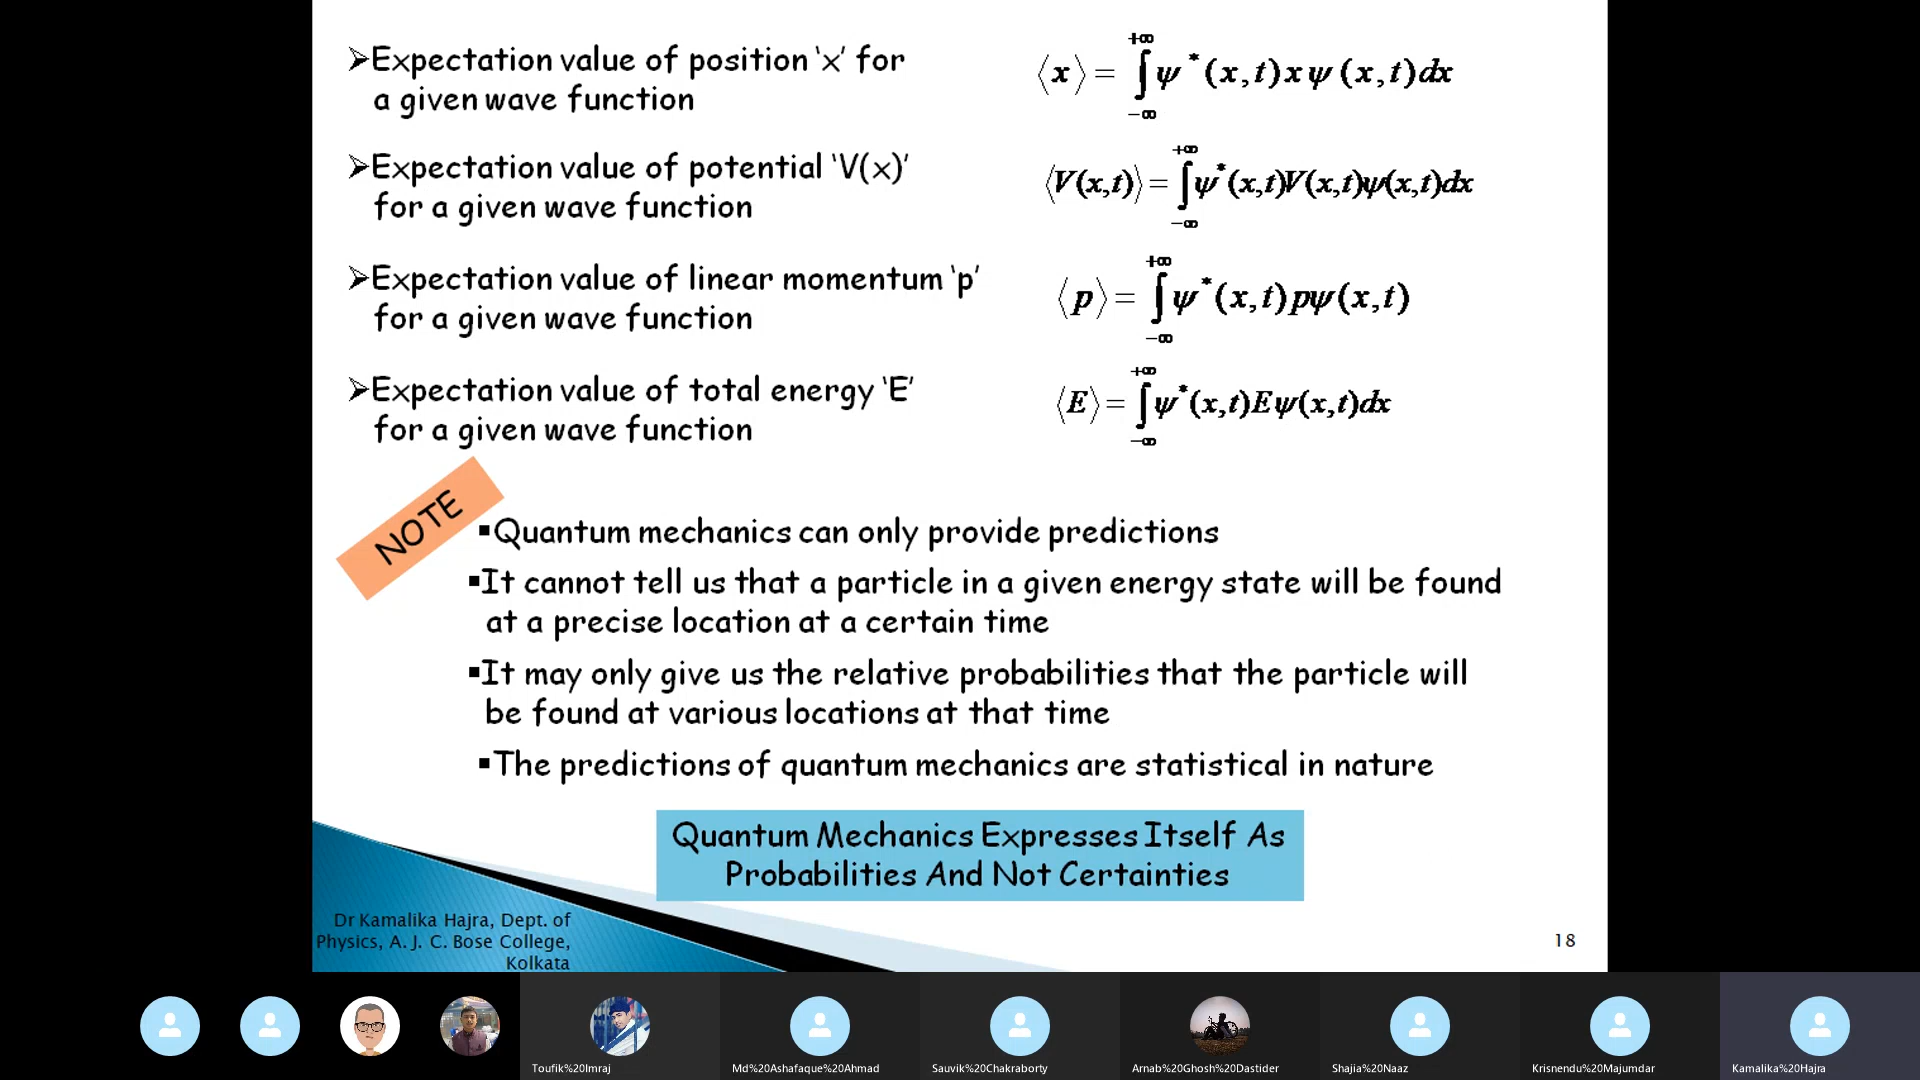 ➢Expectation value of position ‘x’ for
a given wave function
⟨x⟩ = ∫₋∞⁺∞ ψ*(x,t) x ψ(x,t)dx
➢Expectation value of potential ‘V(x)’
for a given wave function
⟨V(x,t)⟩ = ∫₋∞⁺∞ ψ*(x,t)V(x,t)ψ(x,t)dx
➢Expectation value of linear momentum ‘p’
for a given wave function
⟨p⟩ = ∫₋∞⁺∞ ψ*(x,t)pψ(x,t)
➢Expectation value of total energy ‘E’
for a given wave function
⟨E⟩ = ∫₋∞⁺∞ ψ*(x,t)Eψ(x,t)dx
NOTE
▪Quantum mechanics can only provide predictions
▪It cannot tell us that a particle in a given energy state will be found
at a precise location at a certain time
▪It may only give us the relative probabilities that the particle will
be found at various locations at that time
▪The predictions of quantum mechanics are statistical in nature
Quantum Mechanics Expresses Itself As
Probabilities And Not Certainties
Dr Kamalika Hajra, Dept. of
Physics, A. J. C. Bose College,
Kolkata
18
Toufik%20Imraj
Md%20Ashafaque%20Ahmad
Sauvik%20Chakraborty
Arnab%20Ghosh%20Dastider
Shajia%20Naaz
Krisnendu%20Majumdar
Kamalika%20Hajra